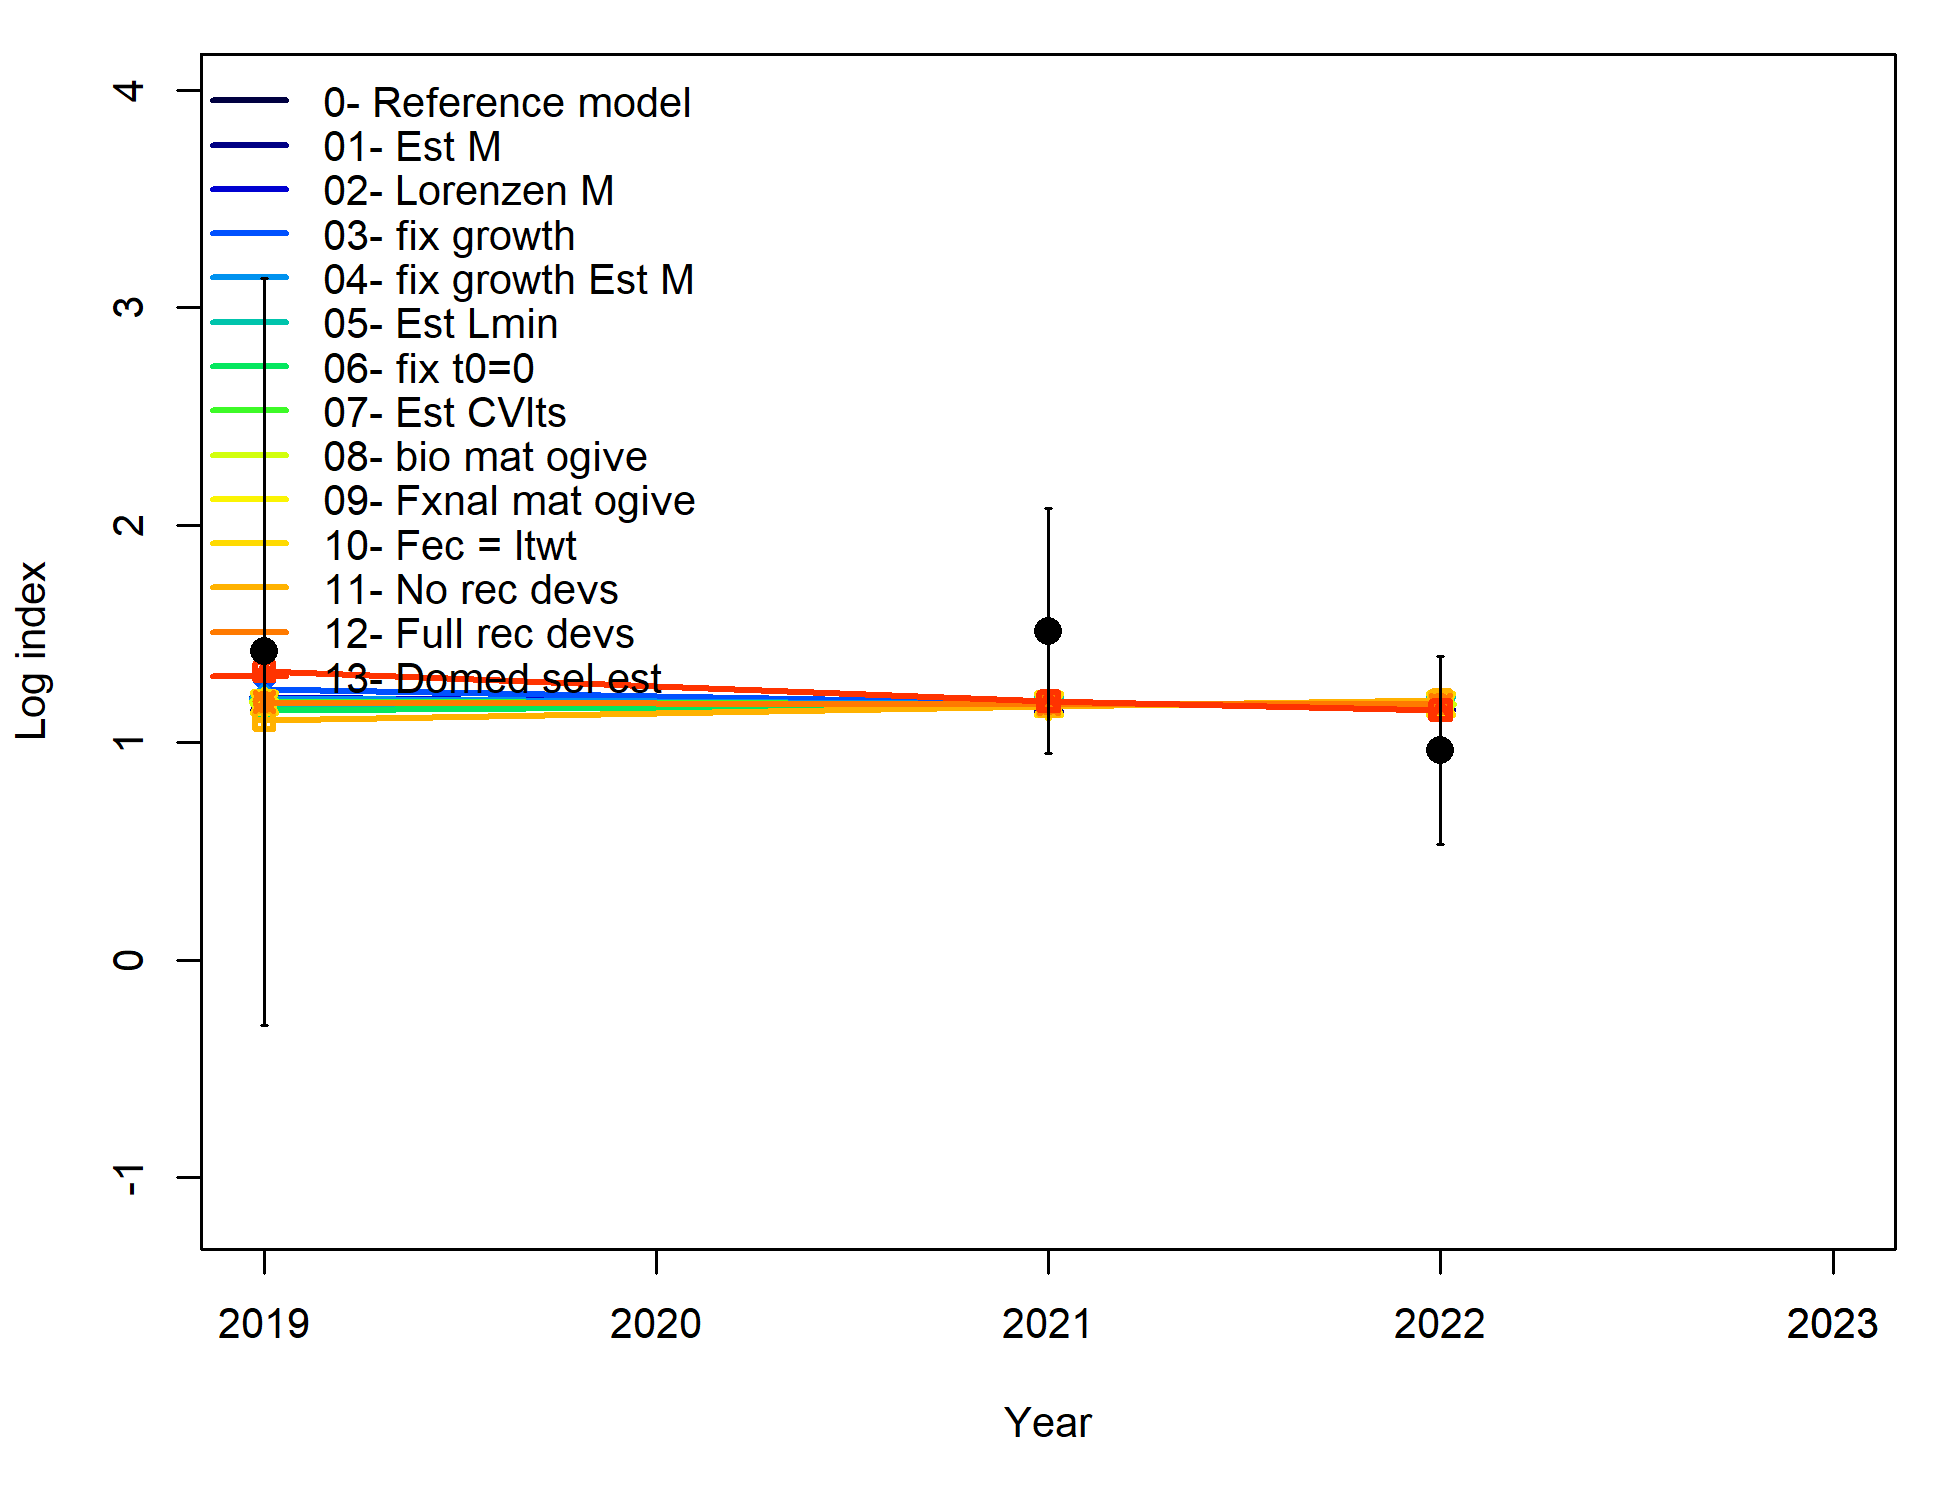 4
3
2
1
0
-1
Log index
0- Reference model
01- Est M
02- Lorenzen M
03- fix growth
04- fix growth Est M
05- Est Lmin
06- fix t0=0
07- Est CVlts
08- bio mat ogive
09- Fxnal mat ogive
10- Fec = ltwt
11- No rec devs
12- Full rec devs
13- Domed sel est
2019 2020 2021 2022 2023
Year